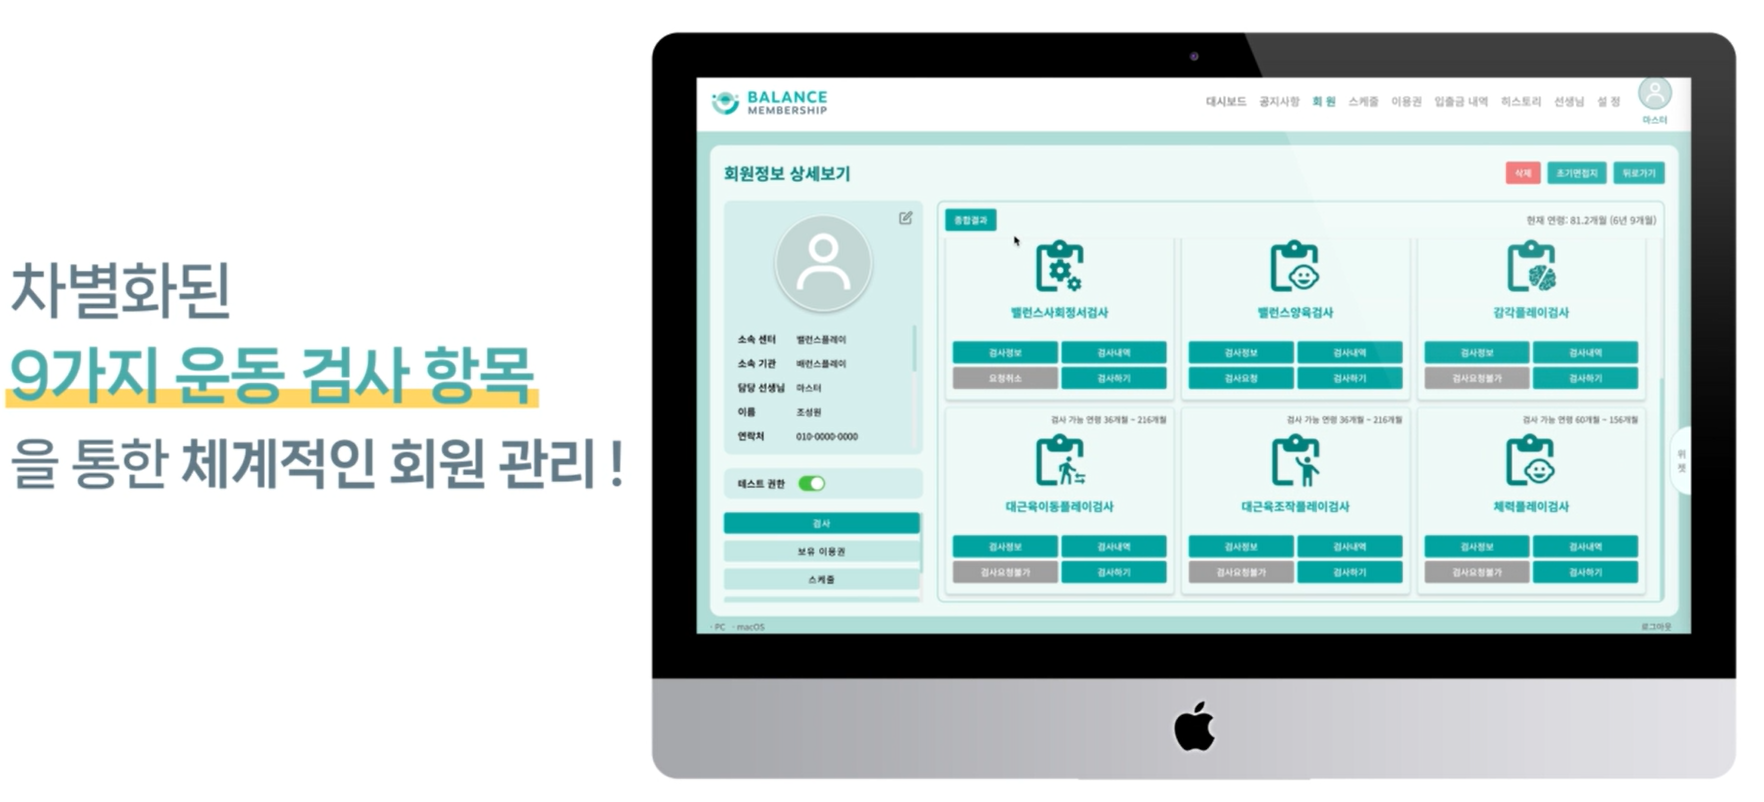 차별화된
9가지 운동 검사 항목
을 통한 체계적인 회원 관리 !
BALANCE
MEMBERSHIP
대시보드 공지사항 회 원 스케줄 이용권 입출금 내역 히스토리 선생님 설 정
마스터
회원정보 상세보기
삭제 초기면접지 뒤로가기
소속 센터 밸런스플레이
소속 기관 배런스플레이
담당 선생님 마스터
이름 조성원
연락처 010-0000-0000
테스트 권한
검사
보유 이용권
스케줄
종합결과
현재 연령: 81.2개월 (6년 9개월)
밸런스사회정서검사 밸런스양육검사 감각플레이검사
검사정보 검사내역 검사정보 검사내역 검사정보 검사내역
요청취소 검사하기 검사요청 검사하기 검사요청불가 검사하기
검사 가능 연령 36개월 ~ 216개월 검사 가능 연령 36개월 ~ 216개월 검사 가능 연령 60개월 ~ 156개월
대근육이동플레이검사 대근육조작플레이검사 체력플레이검사
검사정보 검사내역 검사정보 검사내역 검사정보 검사내역
검사요청불가 검사하기 검사요청불가 검사하기 검사요청불가 검사하기
위
젯
· PC · macOS
로그아웃